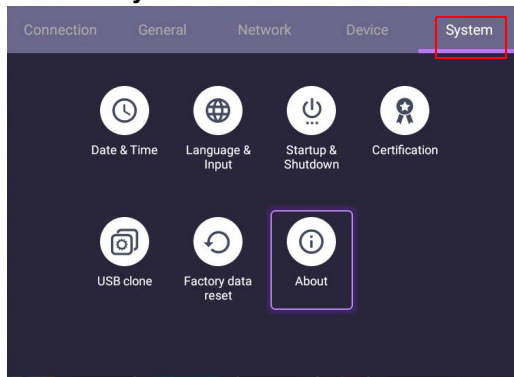 Connection General Network Device System
Date & Time Language & Startup & Certification
Input Shutdown
USB clone Factory data About
reset